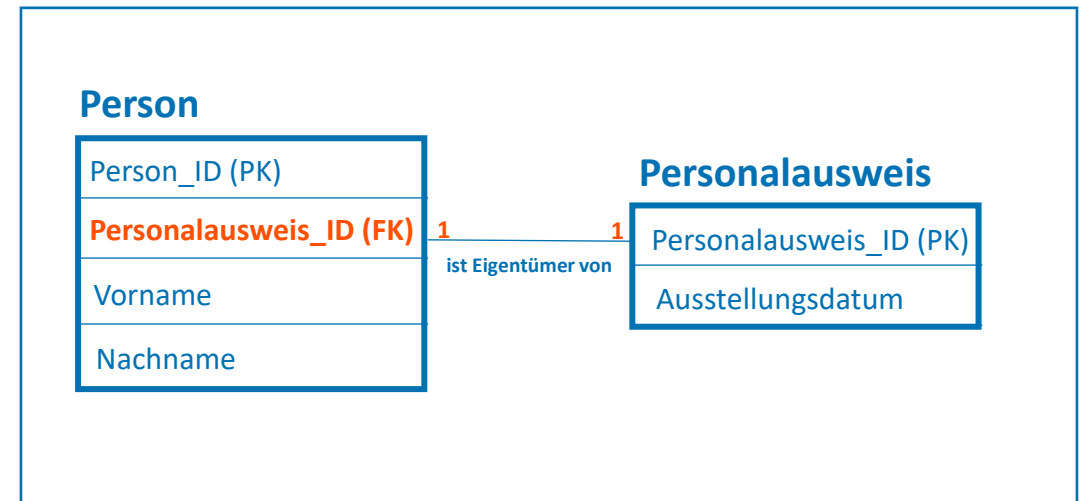 Person
Person_ID (PK)
Personalausweis_ID (FK)
Vorname
Nachname
1
1
ist Eigentümer von
Personalausweis
Personalausweis_ID (PK)
Ausstellungsdatum